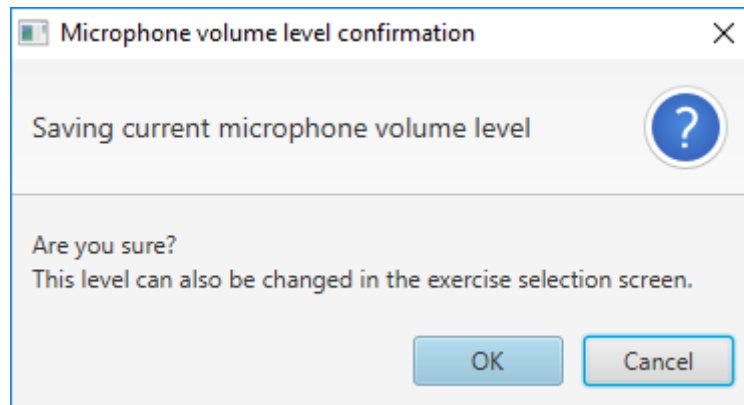 Microphone volume level confirmation
Saving current microphone volume level
?
Are you sure?
This level can also be changed in the exercise selection screen.
OK
Cancel